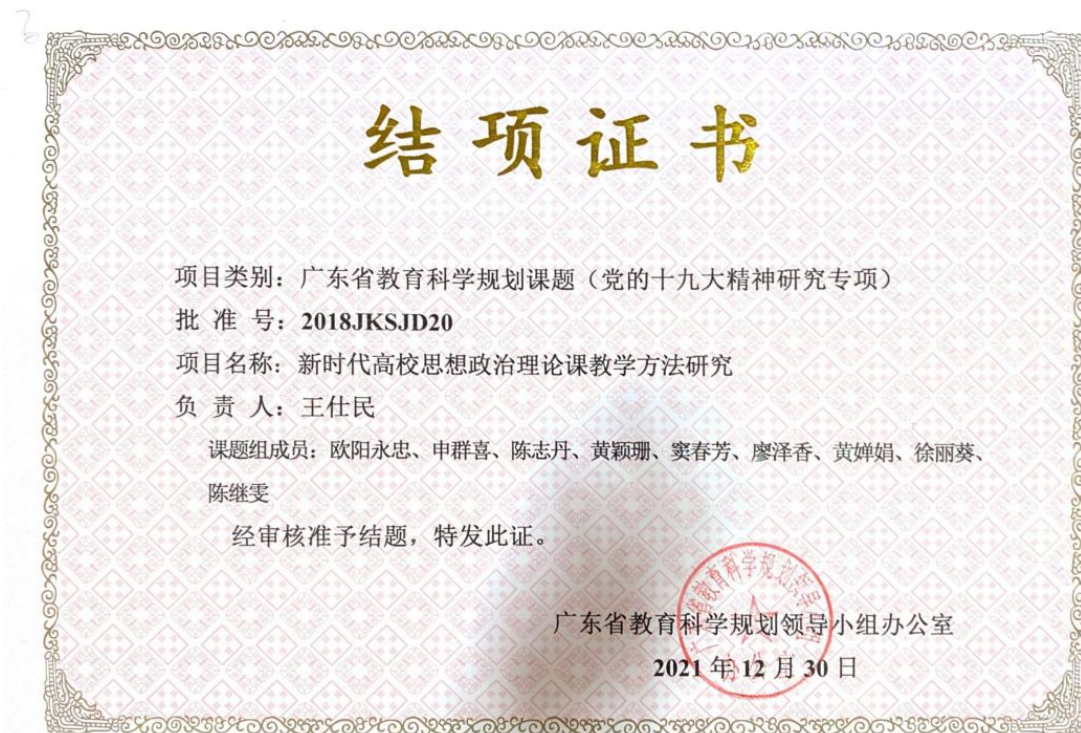 结项证书
项目类别：广东省教育科学规划课题（党的十九大精神研究专项）
批 准 号：2018JKSJD20
项目名称：新时代高校思想政治理论课教学方法研究
负 责 人：王仕民
课题组成员：欧阳永忠、申群喜、陈志丹、黄颖珊、窦春芳、廖泽香、黄婵娟、徐丽葵、
陈继雯
经审核准予结题，特发此证。
广东省教育科学规划领导小组办公室
2021 年 12 月 30 日